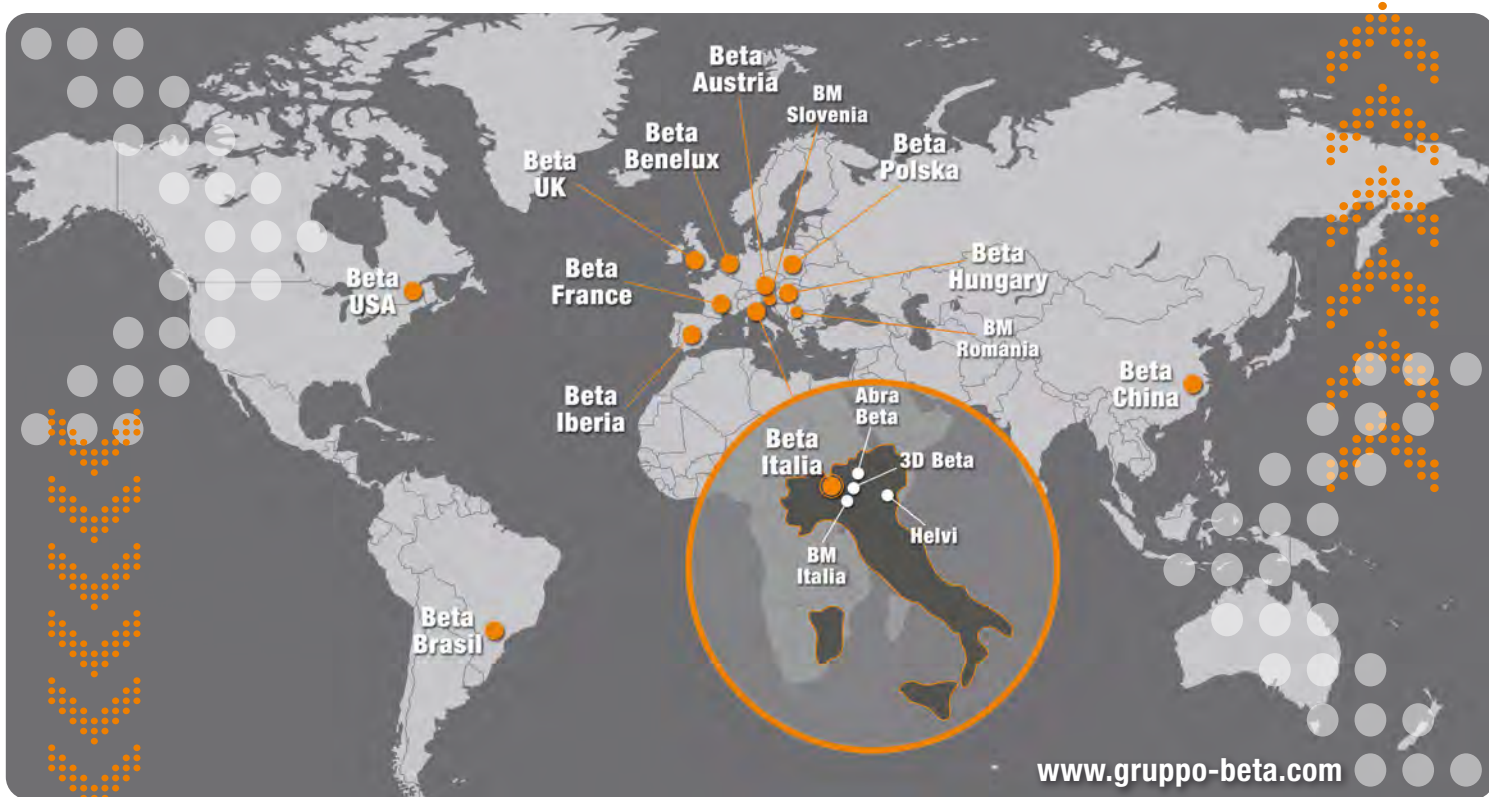 Beta
Austria
BM
Slovenia
Beta
Benelux
Beta
Polska
Beta
UK
Beta
Hungary
Beta
France
Beta
USA
BM
Romania
Beta
China
Beta
Iberia
Abra
Beta
Beta
Italia
3D Beta
Helvi
BM
Italia
Beta
Brasil
www.gruppo-beta.com